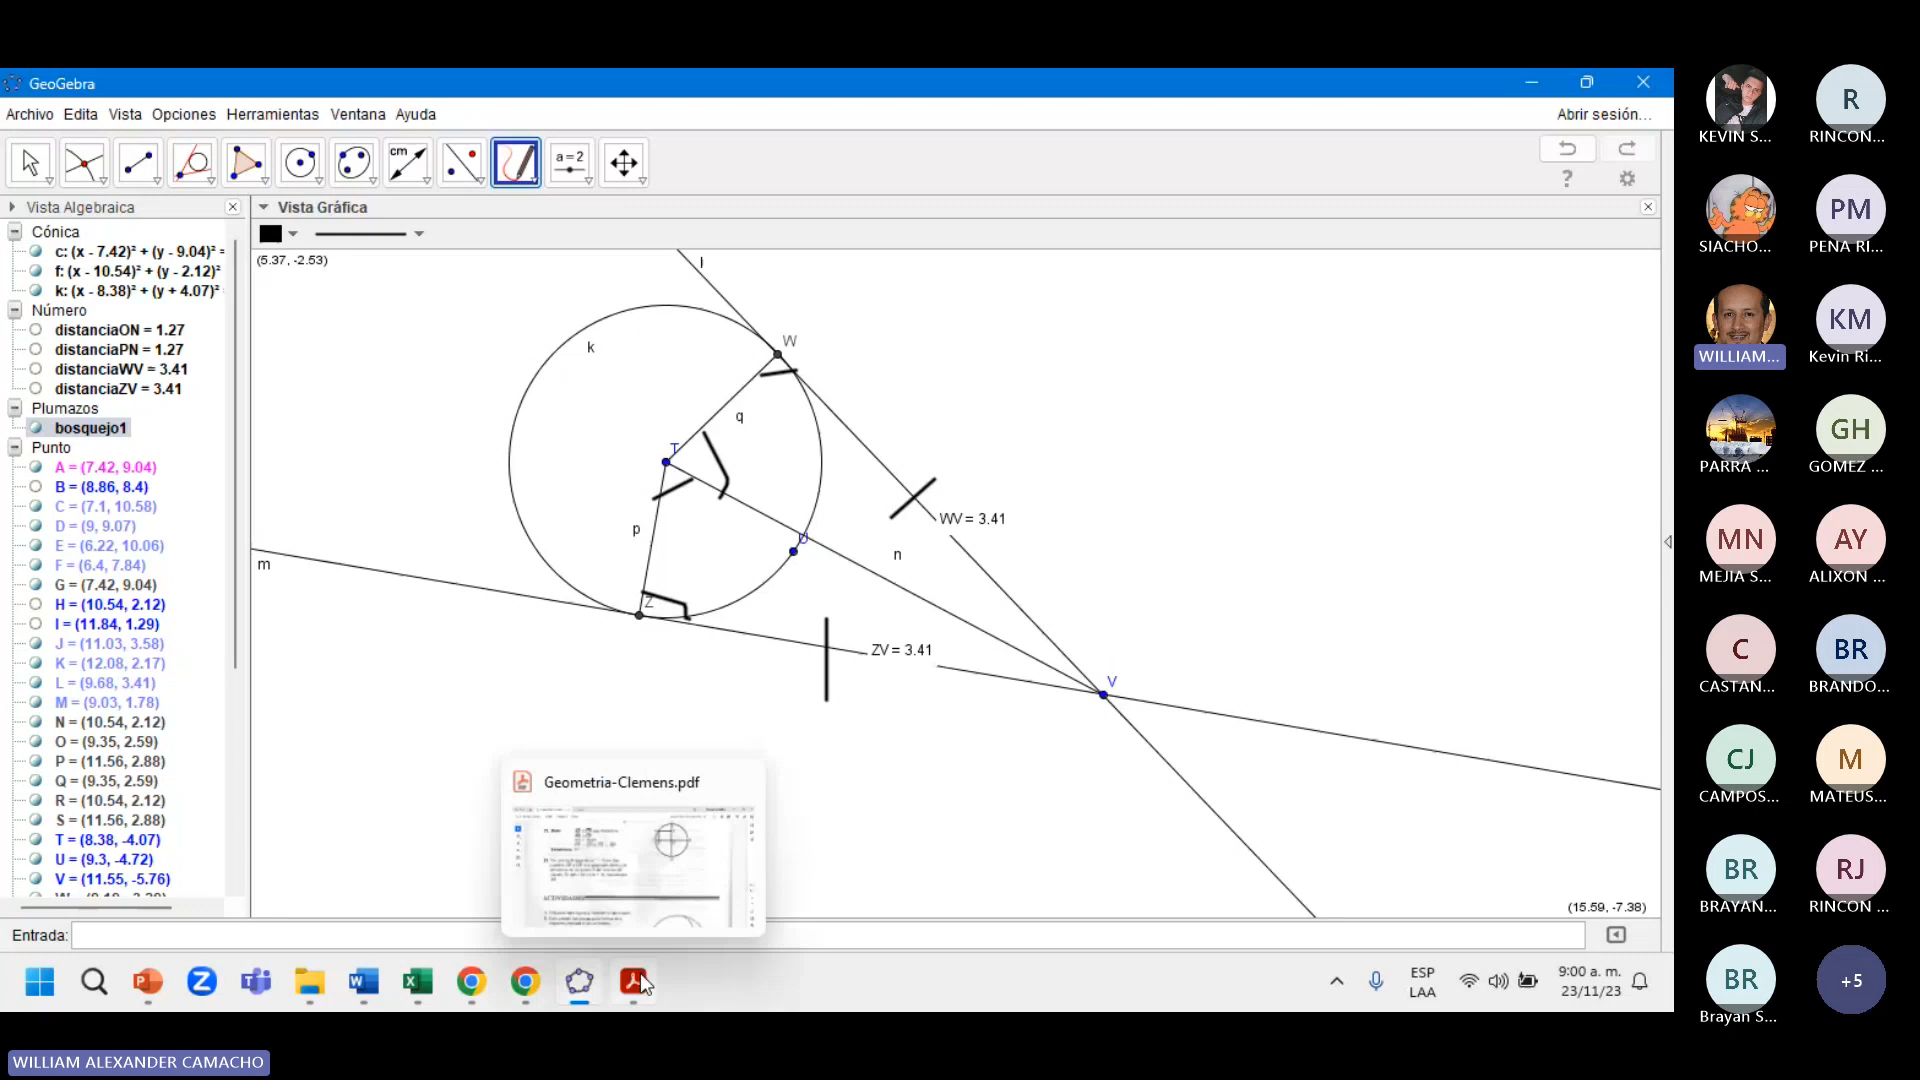 GeoGebra
Archivo Edita Vista Opciones Herramientas Ventana Ayuda
Abrir sesión...
cm
a = 2
?
Vista Algebraica
Vista Gráfica
Cónica
c: (x - 7.42)² + (y - 9.04)² =
f: (x - 10.54)² + (y - 2.12)²
k: (x - 8.38)² + (y + 4.07)²
Número
distanciaON = 1.27
distanciaPN = 1.27
distanciaWV = 3.41
distanciaZV = 3.41
Plumazos
bosquejo1
Punto
A = (7.42, 9.04)
B = (8.86, 8.4)
C = (7.1, 10.58)
D = (9, 9.07)
E = (6.22, 10.06)
F = (6.4, 7.84)
G = (7.42, 9.04)
H = (10.54, 2.12)
I = (11.84, 1.29)
J = (11.03, 3.58)
K = (12.08, 2.17)
L = (9.68, 3.41)
M = (9.03, 1.78)
N = (10.54, 2.12)
O = (9.35, 2.59)
P = (11.56, 2.88)
Q = (9.35, 2.59)
R = (10.54, 2.12)
S = (11.56, 2.88)
T = (8.38, -4.07)
U = (9.3, -4.72)
V = (11.55, -5.76)
(5.37, -2.53)
l
W
k
q
T
p
U
WV = 3.41
n
m
Z
ZV = 3.41
V
(15.59, -7.38)
Geometria-Clemens.pdf
Entrada:
ESP
LAA
9:00 a. m.
23/11/23
WILLIAM ALEXANDER CAMACHO
KEVIN S...
R
RINCON...
SIACHO...
PM
PENA RI...
WILLIAM...
KM
Kevin Ri...
PARRA ...
GH
GOMEZ ...
MN
MEJIA S...
AY
ALIXON ...
C
CASTAN...
BR
BRANDO...
CJ
CAMPOS...
M
MATEUS...
BR
BRAYAN...
RJ
RINCON ...
BR
Brayan S...
+5